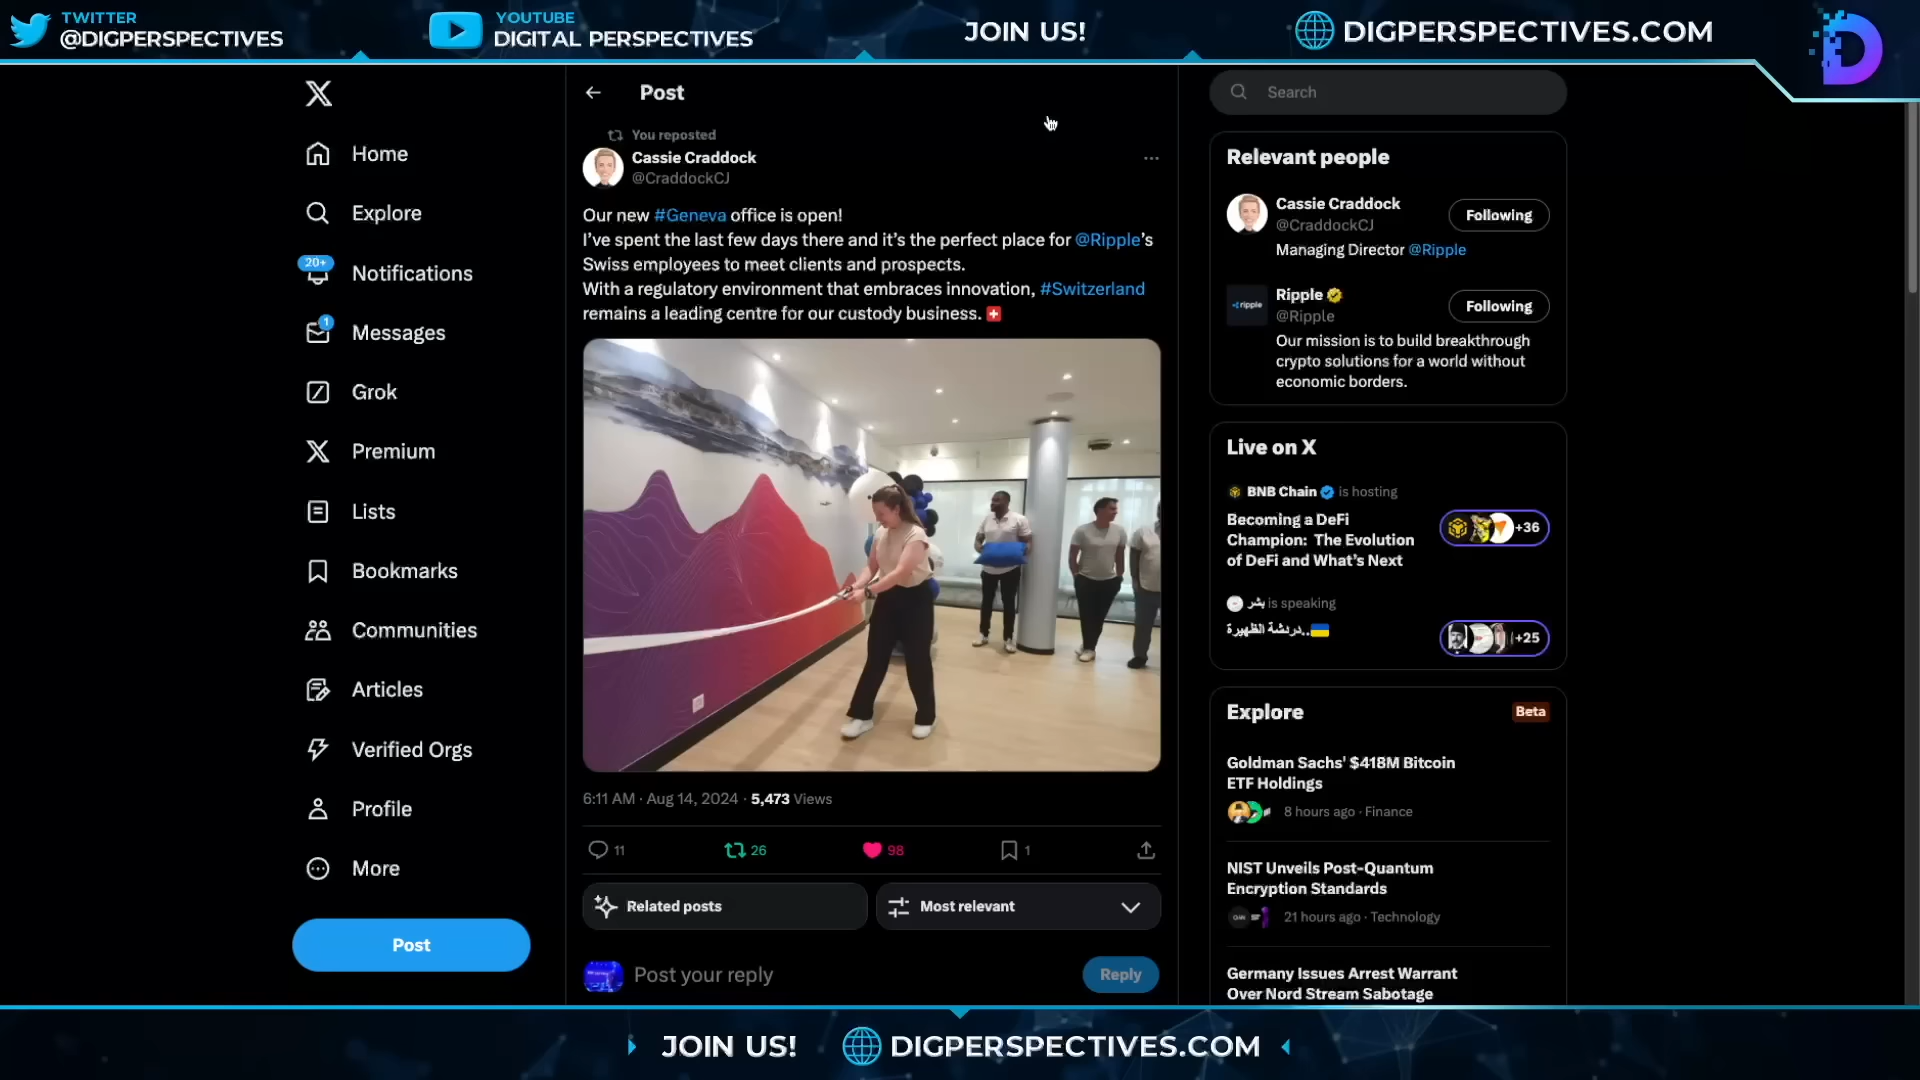 TWITTER
@DIGPERSPECTIVES
YOUTUBE
DIGITAL PERSPECTIVES
JOIN US!
DIGPERSPECTIVES.COM
Home
Explore
20+
Notifications
1
Messages
Grok
Premium
Lists
Bookmarks
Communities
Articles
Verified Orgs
Profile
More
Post
Post
You reposted
Cassie Craddock
@CraddockCJ
Our new #Geneva office is open!
I've spent the last few days there and it's the perfect place for @Ripple's
Swiss employees to meet clients and prospects.
With a regulatory environment that embraces innovation, #Switzerland
remains a leading centre for our custody business. 🇨🇭
6:11 AM · Aug 14, 2024 · 5,473 Views
11 26 98 1
Related posts
Most relevant
Post your reply
Reply
Search
Relevant people
Cassie Craddock
@CraddockCJ
Following
Managing Director @Ripple
ripple
Ripple
@Ripple
Following
Our mission is to build breakthrough
crypto solutions for a world without
economic borders.
Live on X
BNB Chain is hosting
Becoming a DeFi
Champion: The Evolution
of DeFi and What's Next
+36
بشر is speaking
دردشة الظهيرة..🇺🇦
+25
Explore
Beta
Goldman Sachs' $418M Bitcoin
ETF Holdings
8 hours ago · Finance
NIST Unveils Post-Quantum
Encryption Standards
21 hours ago · Technology
Germany Issues Arrest Warrant
Over Nord Stream Sabotage
JOIN US!
DIGPERSPECTIVES.COM